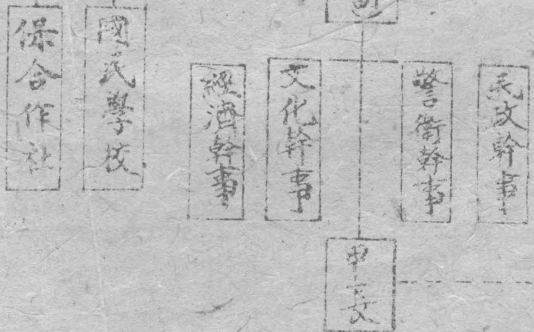 民政幹事
警衛幹事
文化幹事
經濟幹事
國民學校
保合作社
甲長